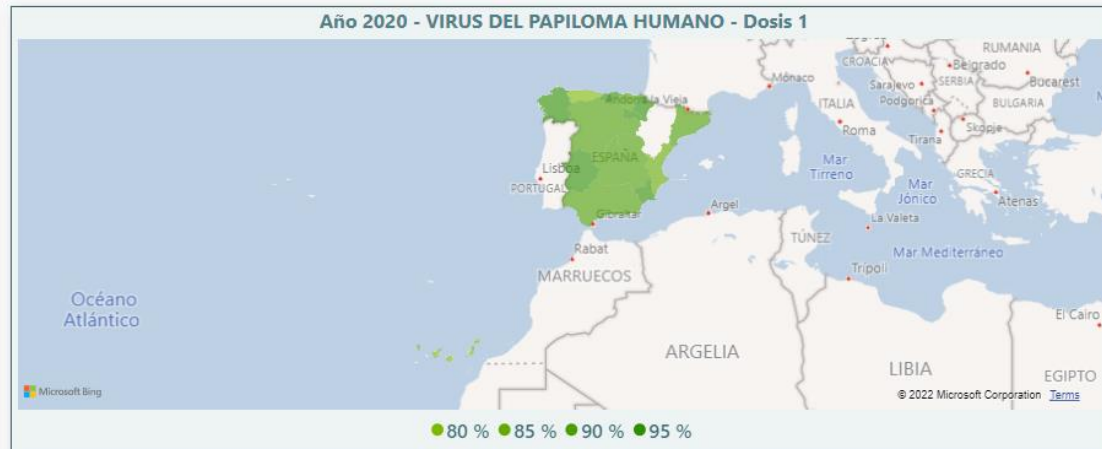 Año 2020 - VIRUS DEL PAPILOMA HUMANO - Dosis 1
RUMANIA
CROACIA
Belgrado
Mónaco
Sarajevo
SERBIA
Bucarest
Andorra la Vieja
ITALIA
Podgorica
BULGARIA
Roma
Skopje
Tirana
ESPAÑA
Lisboa
Mar
Tirreno
GRECIA
PORTUGAL
Mar
Jónico
Atenas
Gibraltar
Argel
La Valeta
TÚNEZ
Rabat
Mar Mediterráneo
MARRUECOS
Trípoli
Océano
Atlántico
El Cairo
ARGELIA
LIBIA
EGIPTO
Microsoft Bing
© 2022 Microsoft Corporation Terms
80 % 85 % 90 % 95 %